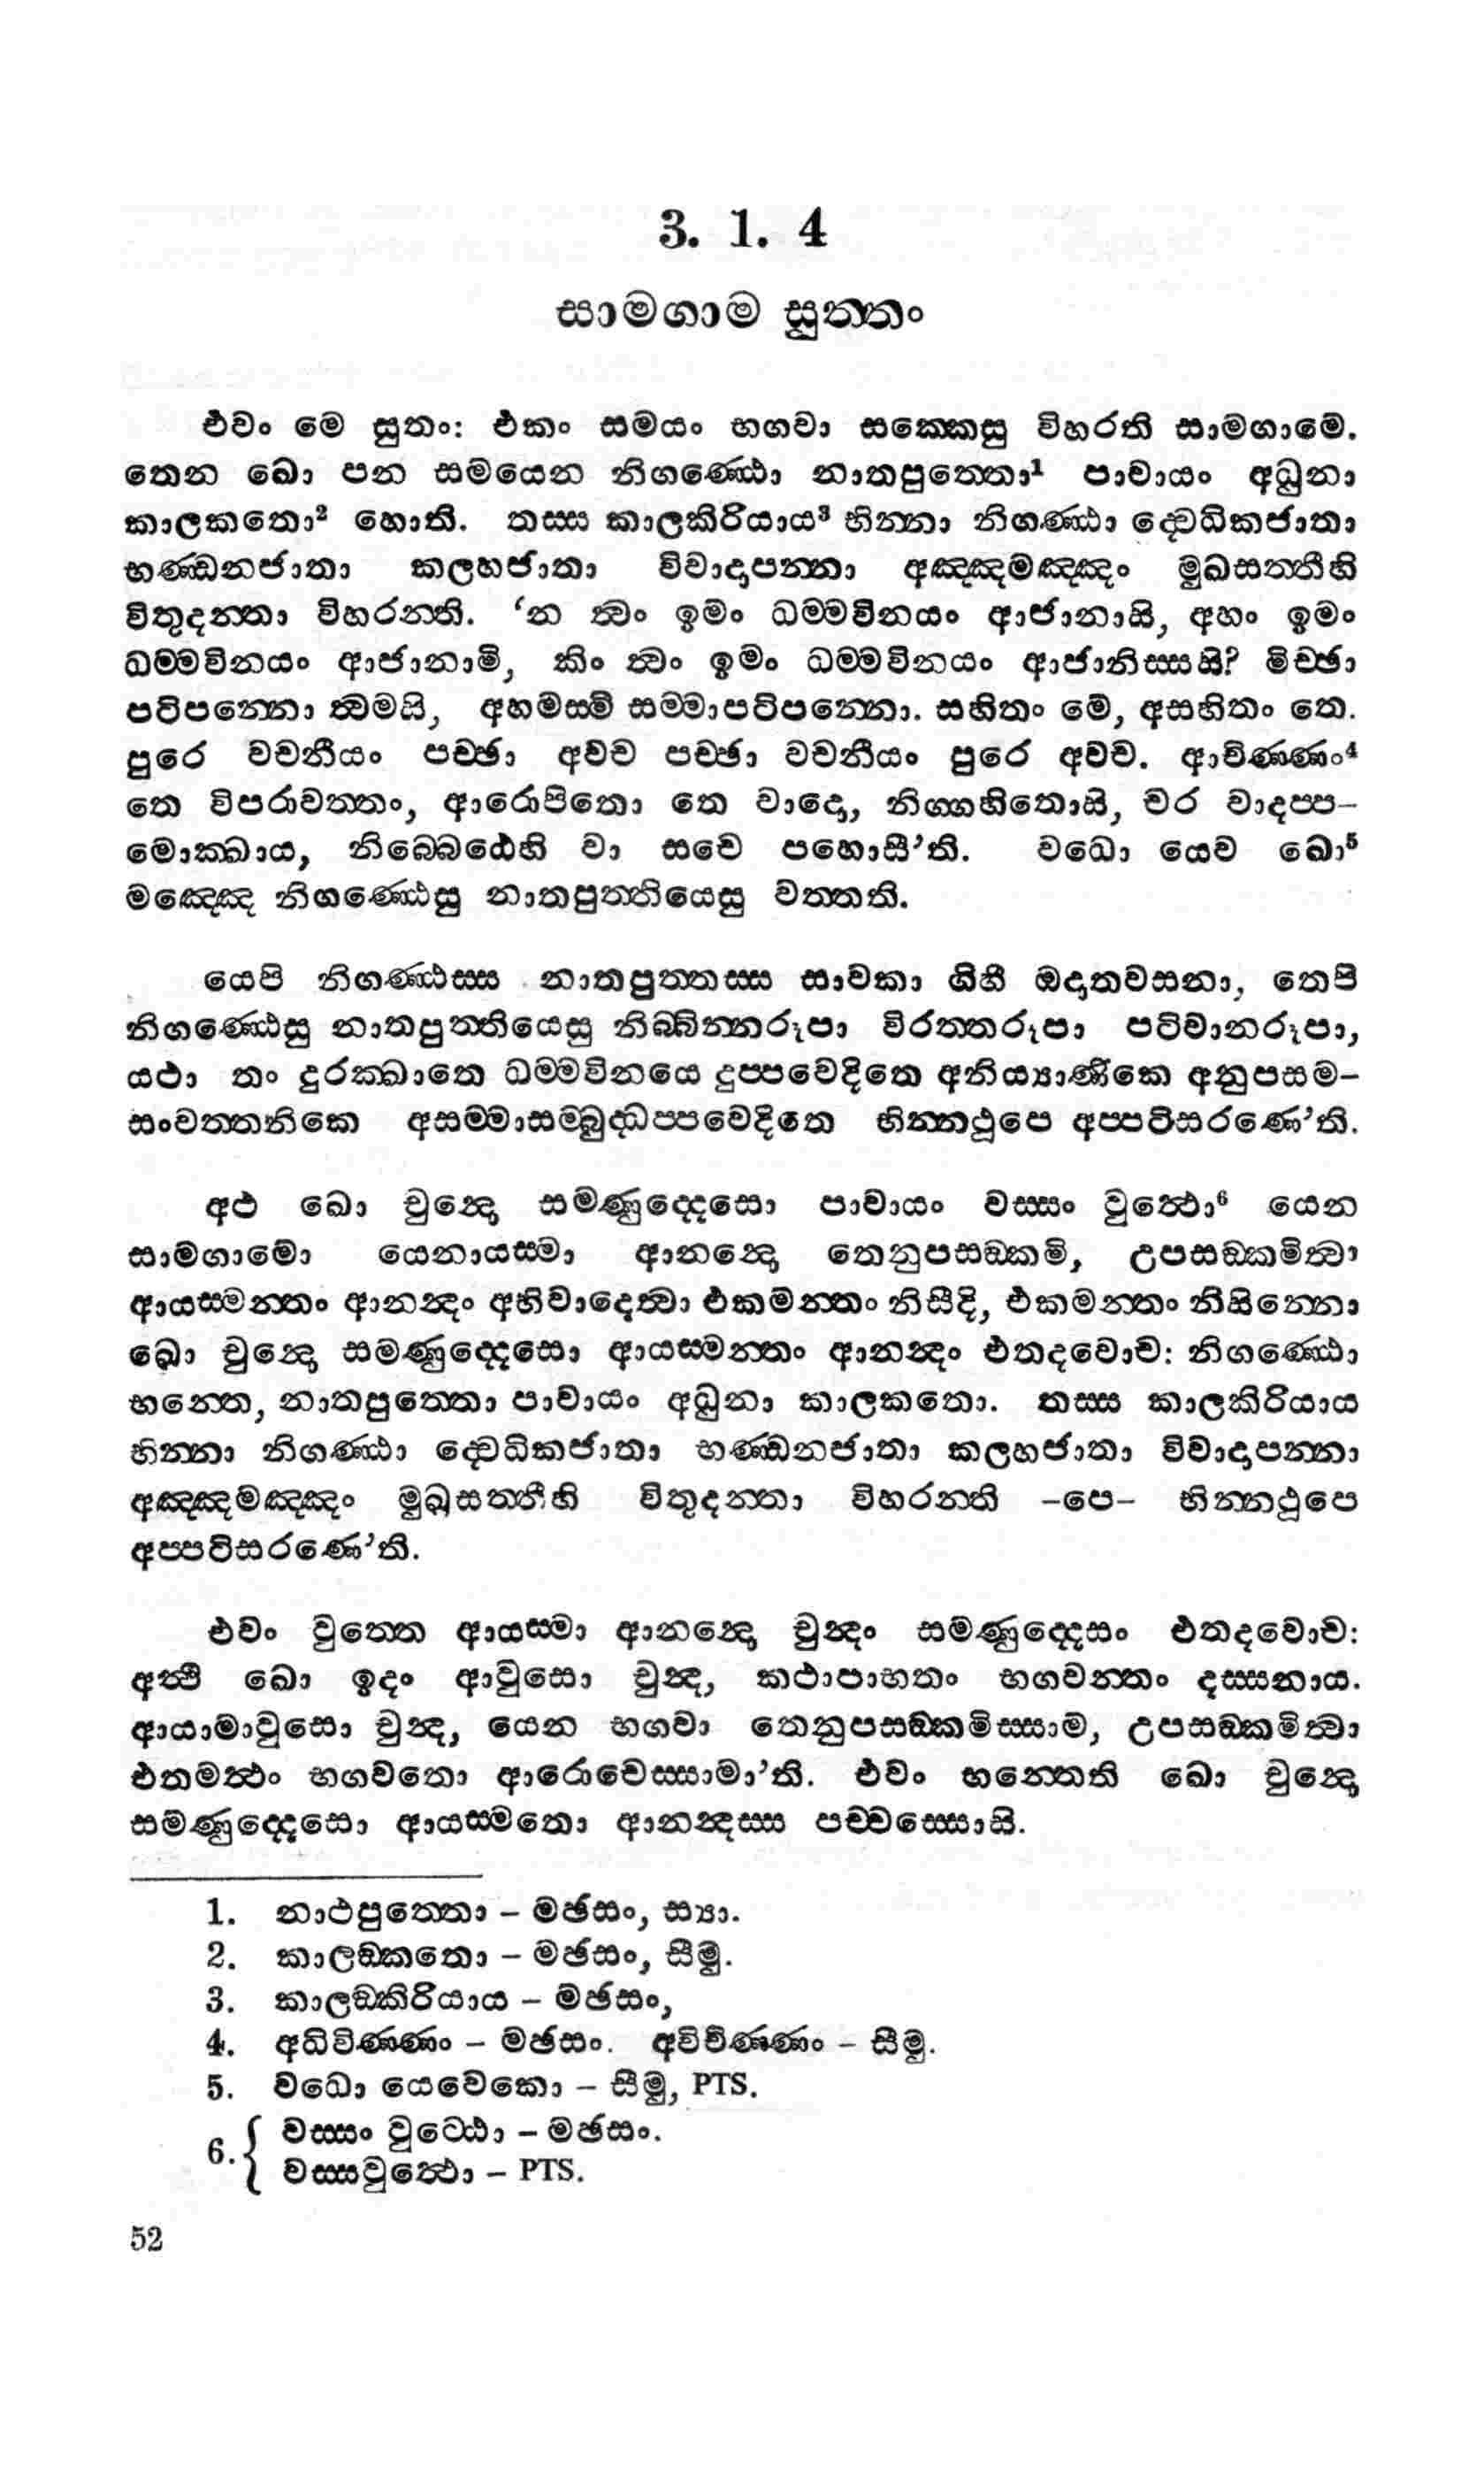 3. 1. 4
සාමගාම සුත්තං
එවං මෙ සුතං: එකං සමයං භගවා සක්කෙසු විහරති සාමගාමෙ.
තෙන ඛො පන සමයෙන නිගණ්ඨො නාතපුත්තො¹ පාවායං අධුනා
කාලකතො² හොති. තස්ස කාලකිරියාය³ භින්නා නිගණ්ඨා ද්වෙධිකජාතා
භණ්ඩනජාතා කලහජාතා විවාදාපන්නා අඤ්ඤමඤ්ඤං මුඛසත්තීහි
විතුදන්තා විහරන්ති. ‘න ත්වං ඉමං ධම්මවිනයං ආජානාසි, අහං ඉමං
ධම්මවිනයං ආජානාමි, කිං ත්වං ඉමං ධම්මවිනයං ආජානිස්සසි? මිච්ඡා
පටිපන්නො ත්වමසි, අහමස්මි සම්මාපටිපන්නො. සහිතං මෙ, අසහිතං තෙ.
පුරෙ වචනීයං පච්ඡා අවච පච්ඡා වචනීයං පුරෙ අවච. ආචිණ්ණං⁴
තෙ විපරාවත්තං, ආරොපිතො තෙ වාදො, නිග්ගහිතොසි, චර වාදප්ප-
මොක්ඛාය, නිබ්බෙඨෙහි වා සචෙ පහොසී’ති. වධො යෙව ඛො⁵
මඤ්ඤෙ නිගණ්ඨෙසු නාතපුත්තියෙසු වත්තති.
යෙපි නිගණ්ඨස්ස නාතපුත්තස්ස සාවකා ගිහී ඔදාතවසනා, තෙපි
නිගණ්ඨෙසු නාතපුත්තියෙසු නිබ්බින්නරූපා විරත්තරූපා පටිවානරූපා,
යථා තං දුරක්ඛාතෙ ධම්මවිනයෙ දුප්පවෙදිතෙ අනිය්‍යාණිකෙ අනුපසම-
සංවත්තනිකෙ අසම්මාසම්බුද්ධප්පවෙදිතෙ භින්නථූපෙ අප්පටිසරණෙ’ති.
අථ ඛො චුන්දො සමණුද්දෙසො පාවායං වස්සං වුත්ථො⁶ යෙන
සාමගාමො යෙනායස්මා ආනන්දො තෙනුපසඞ්කමි, උපසඞ්කමිත්වා
ආයස්මන්තං ආනන්දං අභිවාදෙත්වා එකමන්තං නිසීදි, එකමන්තං නිසින්නො
ඛො චුන්දො සමණුද්දෙසො ආයස්මන්තං ආනන්දං එතදවොච: නිගණ්ඨො
භන්තෙ, නාතපුත්තො පාවායං අධුනා කාලකතො. තස්ස කාලකිරියාය
භින්නා නිගණ්ඨා ද්වෙධිකජාතා භණ්ඩනජාතා කලහජාතා විවාදාපන්නා
අඤ්ඤමඤ්ඤං මුඛසත්තීහි විතුදන්තා විහරන්ති -පෙ- භින්නථූපෙ
අප්පටිසරණෙ’ති.
එවං වුත්තෙ ආයස්මා ආනන්දො චුන්දං සමණුද්දෙසං එතදවොච:
අත්ථි ඛො ඉදං ආවුසො චුන්ද, කථාපාභතං භගවන්තං දස්සනාය.
ආයාමාවුසො චුන්ද, යෙන භගවා තෙනුපසඞ්කමිස්සාම, උපසඞ්කමිත්වා
එතමත්ථං භගවතො ආරොචෙස්සාමා’ති. එවං භන්තෙති ඛො චුන්දො
සමණුද්දෙසො ආයස්මතො ආනන්දස්ස පච්චස්සොසි.
1. නාථපුත්තො - මඡසං, ස්‍යා.
2. කාලඞ්කතො - මඡසං, සීමු.
3. කාලඞ්කිරියාය - මඡසං,
4. අධිචිණ්ණං - මඡසං. අවිචිණ්ණං - සීමු.
5. වධො යෙවෙකො - සීමු, PTS.
6. { වස්සං වුට්ඨො - මඡසං.
වස්සවුත්ථො - PTS.
52